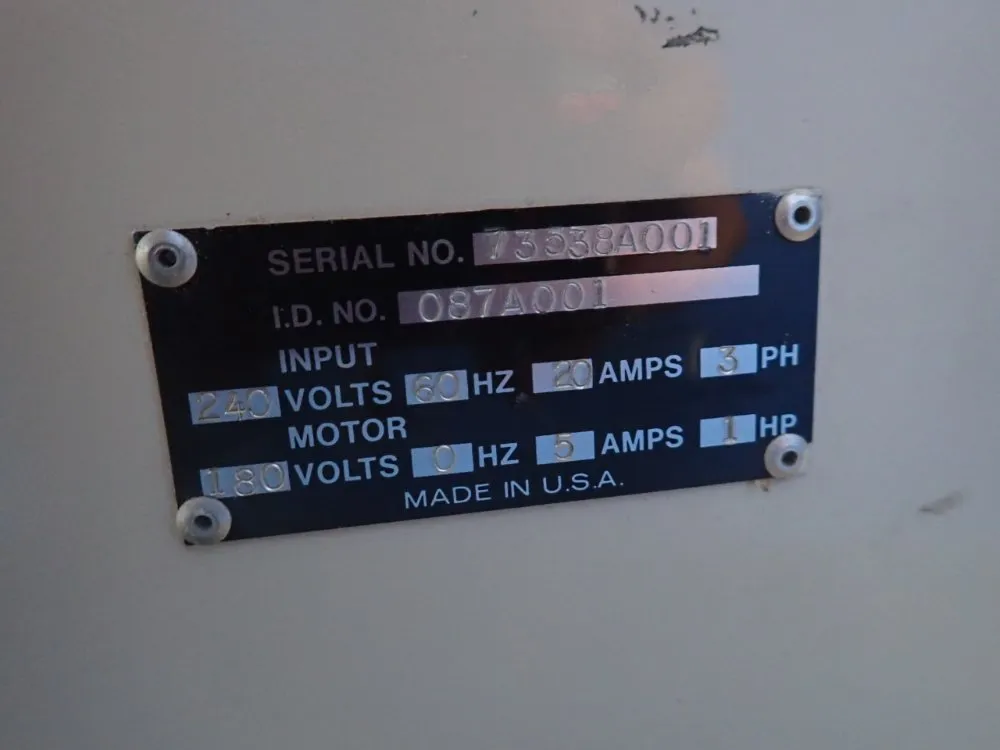 SERIAL NO. 73938A001
I.D. NO. 087A001
INPUT
240 VOLTS 60 HZ 20 AMPS 3 PH
MOTOR
180 VOLTS 0 HZ 5 AMPS 1 HP
MADE IN U.S.A.